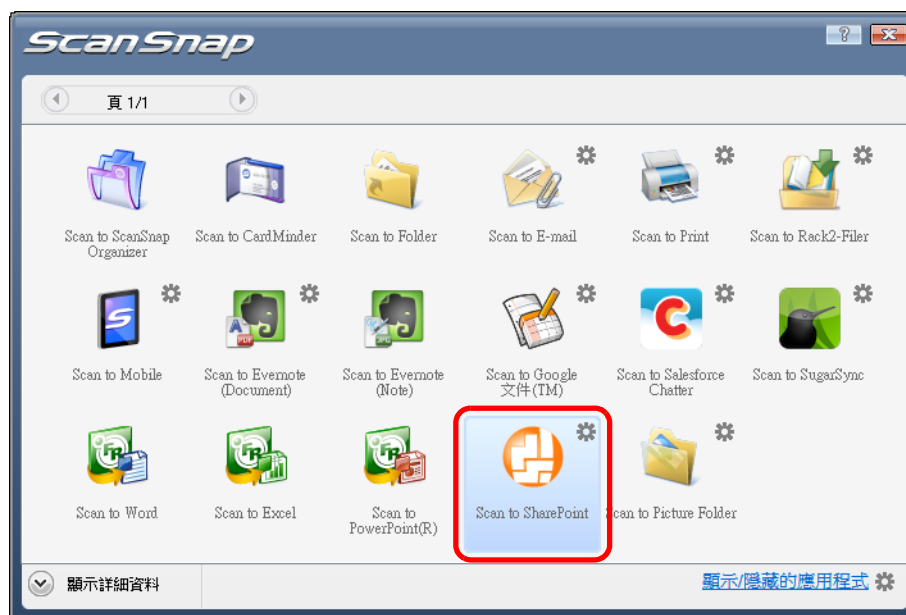 ScanSnap
頁 1/1
Scan to ScanSnap
Organizer
Scan to CardMinder
Scan to Folder
Scan to E-mail
Scan to Print
Scan to Rack2-Filer
Scan to Mobile
Scan to Evernote
(Document)
Scan to Evernote
(Note)
Scan to Google
文件(TM)
Scan to Salesforce
Chatter
Scan to SugarSync
Scan to Word
Scan to Excel
Scan to
PowerPoint(R)
Scan to SharePoint
Scan to Picture Folder
顯示詳細資料
顯示/隱藏的應用程式